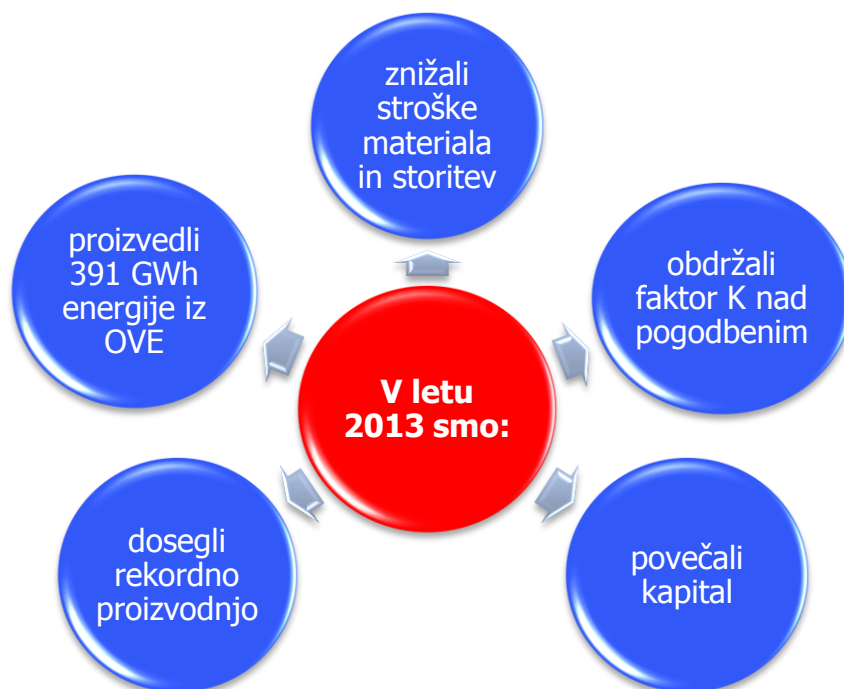 znižali
stroške
materiala
in storitev
proizvedli
391 GWh
energije iz
OVE
obdržali
faktor K nad
pogodbenim
V letu
2013 smo:
dosegli
rekordno
proizvodnjo
povečali
kapital